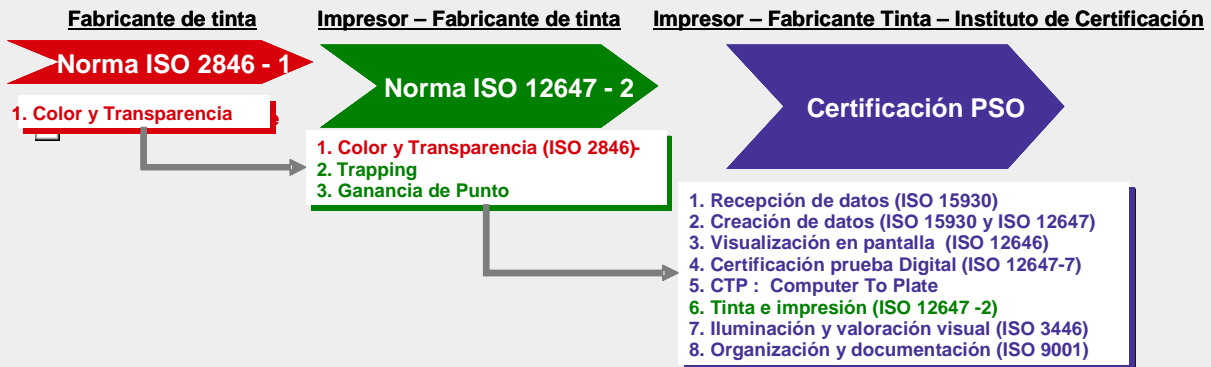 Fabricante de tinta
Impresor – Fabricante de tinta
Impresor – Fabricante Tinta – Instituto de Certificación
Norma ISO 2846 - 1
1. Color y Transparencia
Norma ISO 12647 - 2
1. Color y Transparencia (ISO 2846)-
2. Trapping
3. Ganancia de Punto
Certificación PSO
1. Recepción de datos (ISO 15930)
2. Creación de datos (ISO 15930 y ISO 12647)
3. Visualización en pantalla (ISO 12646)
4. Certificación prueba Digital (ISO 12647-7)
5. CTP : Computer To Plate
6. Tinta e impresión (ISO 12647 -2)
7. Iluminación y valoración visual (ISO 3446)
8. Organización y documentación (ISO 9001)